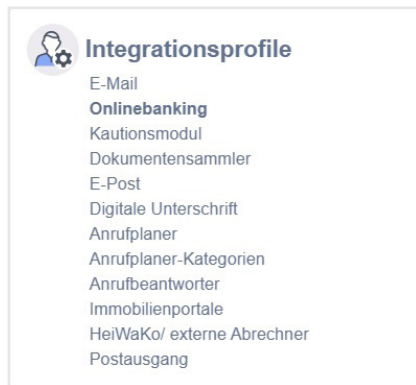 Integrationsprofile
E-Mail
Onlinebanking
Kautionsmodul
Dokumentensammler
E-Post
Digitale Unterschrift
Anrufplaner
Anrufplaner-Kategorien
Anrufbeantworter
Immobilienportale
HeiWaKo/ externe Abrechner
Postausgang